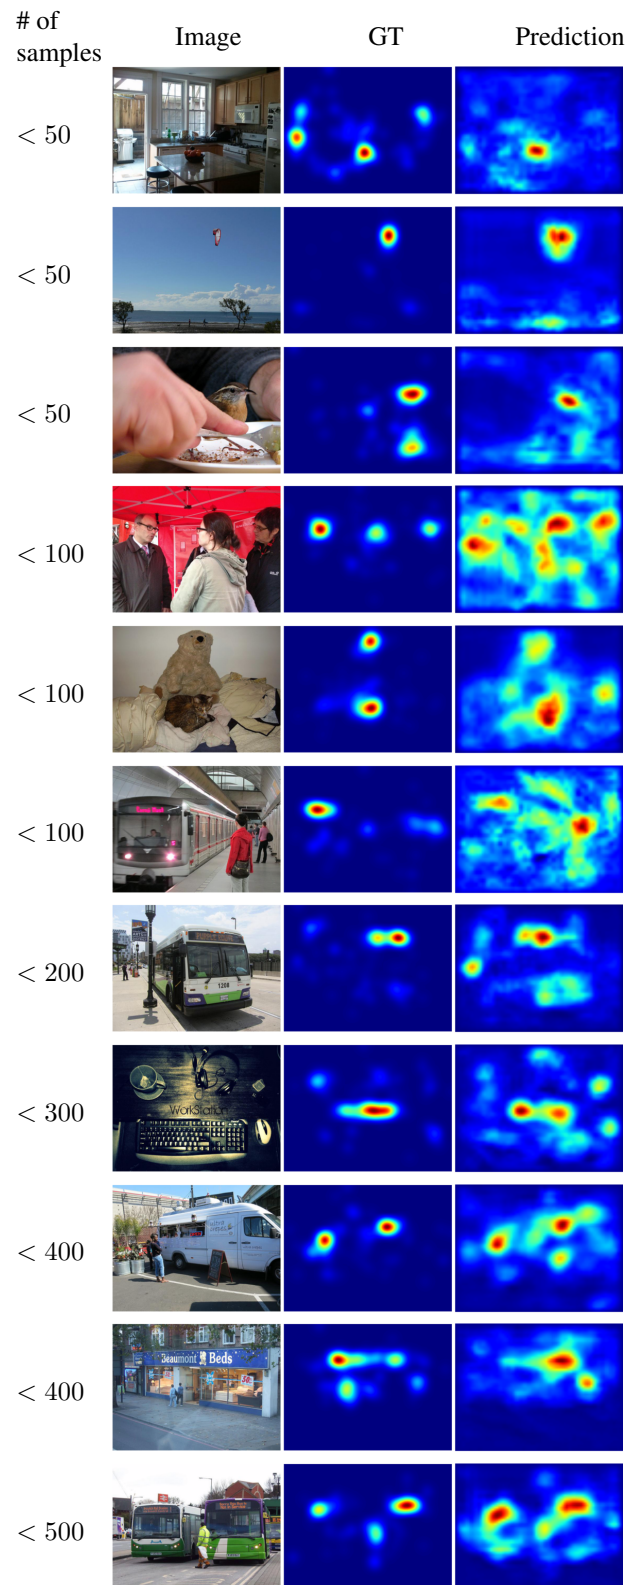 # of
samples
Image
GT
Prediction
< 50
< 50
< 50
< 100
< 100
< 100
< 200
1208
< 300
WorkStation
< 400
< 400
Beaumont Beds
< 500